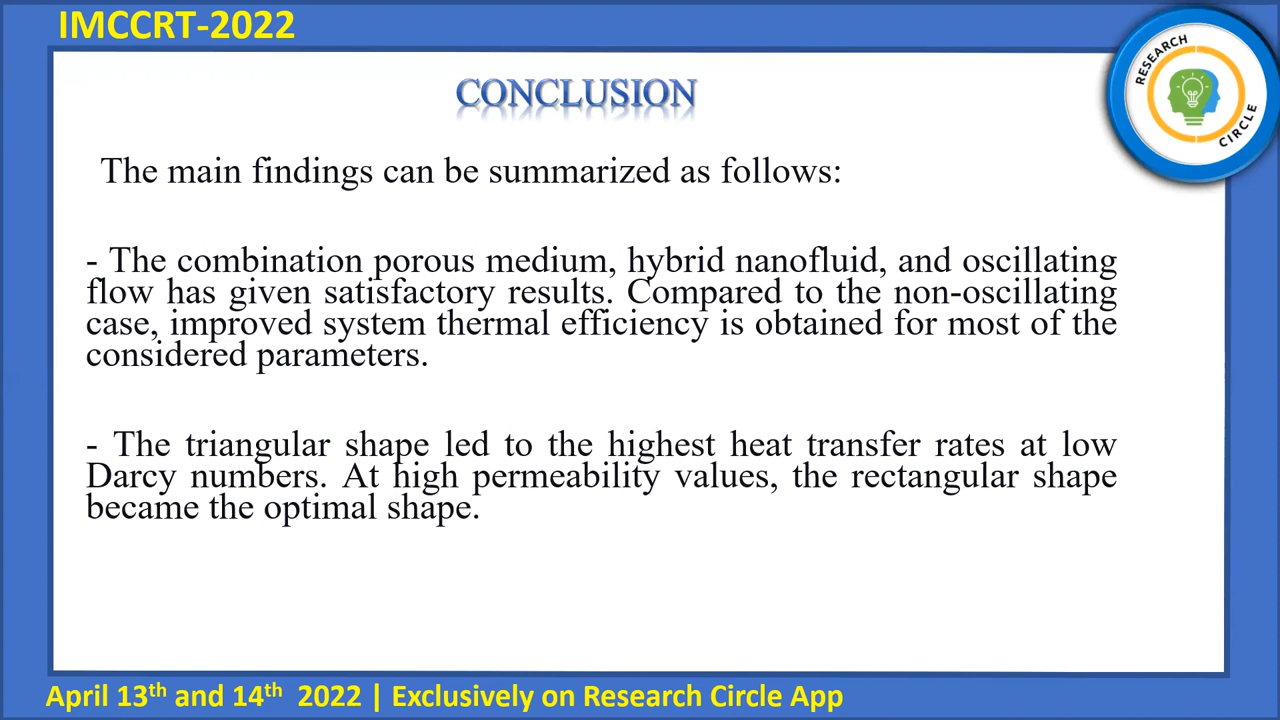 IMCCRT-2022
RESEARCH
CIRCLE
CONCLUSION
The main findings can be summarized as follows:
- The combination porous medium, hybrid nanofluid, and oscillating
flow has given satisfactory results. Compared to the non-oscillating
case, improved system thermal efficiency is obtained for most of the
considered parameters.
- The triangular shape led to the highest heat transfer rates at low
Darcy numbers. At high permeability values, the rectangular shape
became the optimal shape.
April 13th and 14th 2022 | Exclusively on Research Circle App